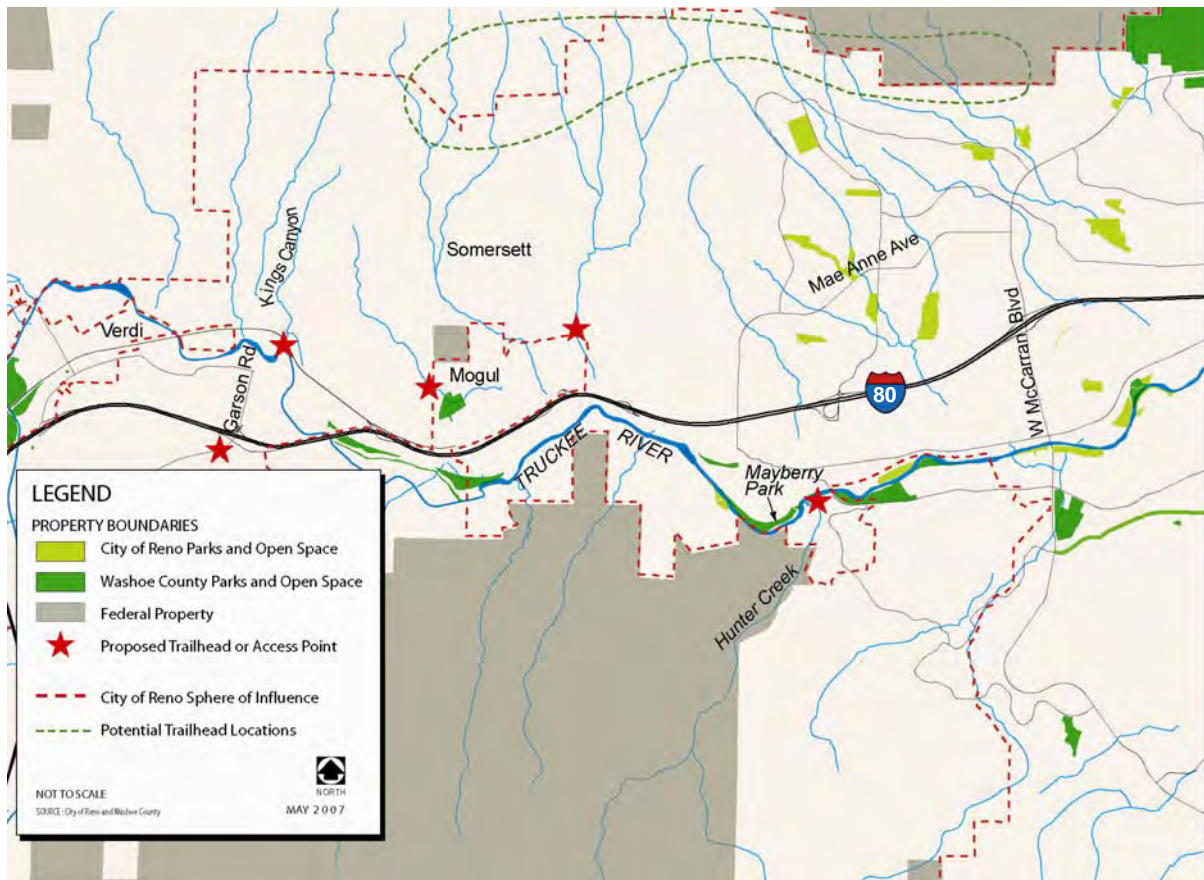 Kings Canyon
Somersett
Mae Anne Ave
Verdi
W McCarran Blvd
Garson Rd
Mogul
80
TRUCKEE RIVER
Mayberry
Park
Hunter Creek
LEGEND
PROPERTY BOUNDARIES
City of Reno Parks and Open Space
Washoe County Parks and Open Space
Federal Property
Proposed Trailhead or Access Point
City of Reno Sphere of Influence
Potential Trailhead Locations
NORTH
NOT TO SCALE
SOURCE : City of Reno and Washoe County
MAY 2007